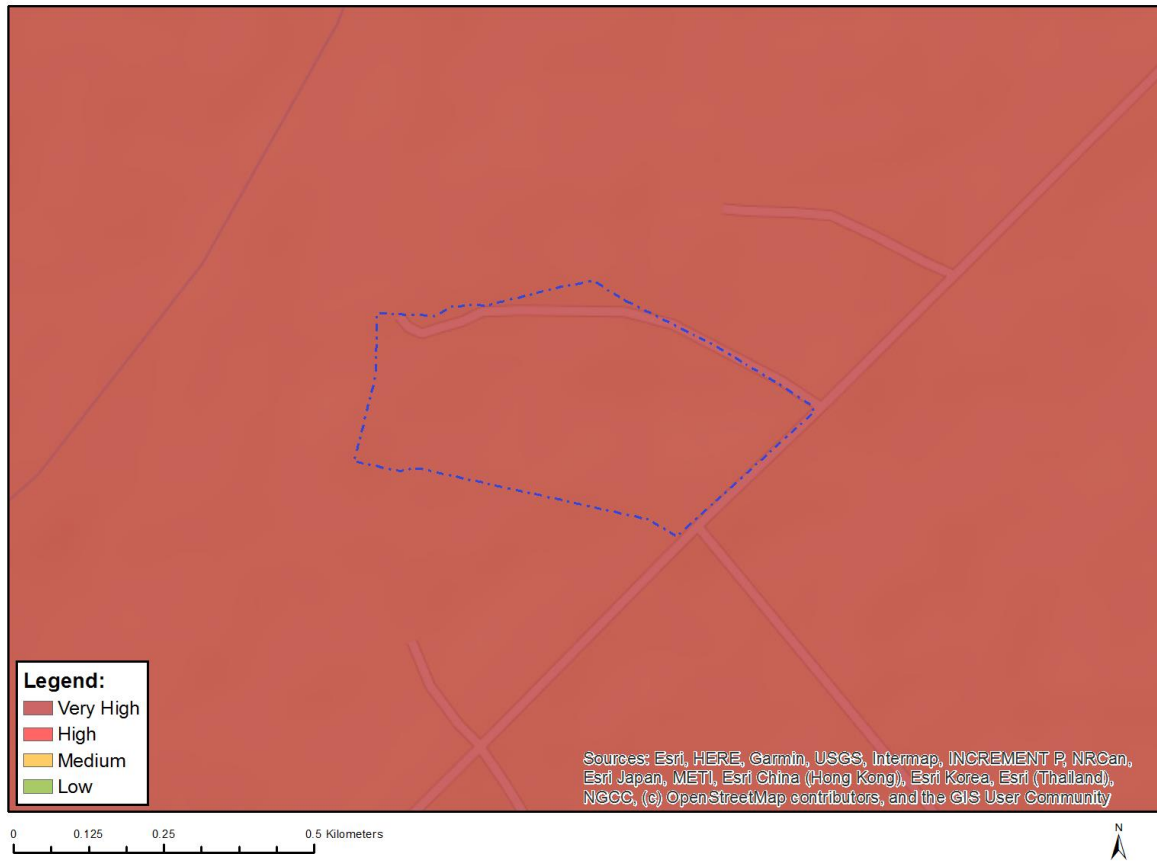 Legend:
Very High
High
Medium
Low
Sources: Esri, HERE, Garmin, USGS, Intermap, INCREMENT P, NRCan,
Esri Japan, METI, Esri China (Hong Kong), Esri Korea, Esri (Thailand),
NGCC, (c) OpenStreetMap contributors, and the GIS User Community
0 0.125 0.25 0.5 Kilometers
N